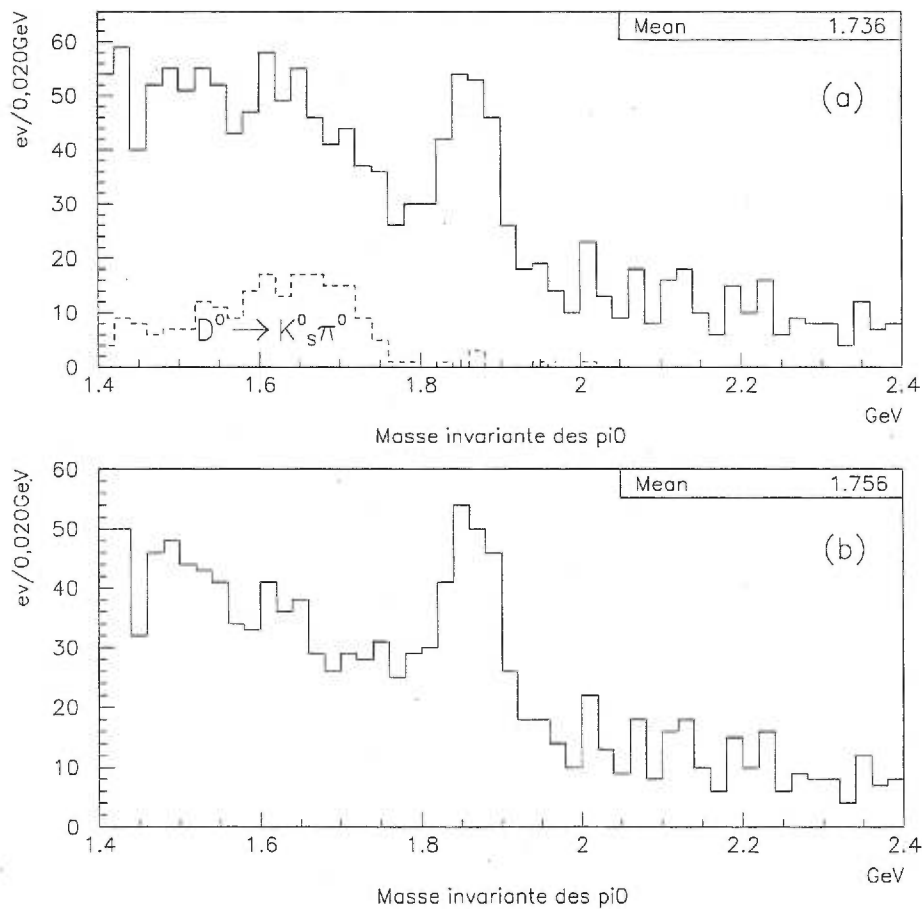 ev/0,020GeV
60
50
40
30
20
10
0
Mean 1.736
(a)
D⁰ → K⁰ₛπ⁰
1.4 1.6 1.8 2 2.2 2.4
GeV
Masse invariante des pi0
ev/0,020GeV
60
50
40
30
20
10
0
Mean 1.756
(b)
1.4 1.6 1.8 2 2.2 2.4
GeV
Masse invariante des pi0